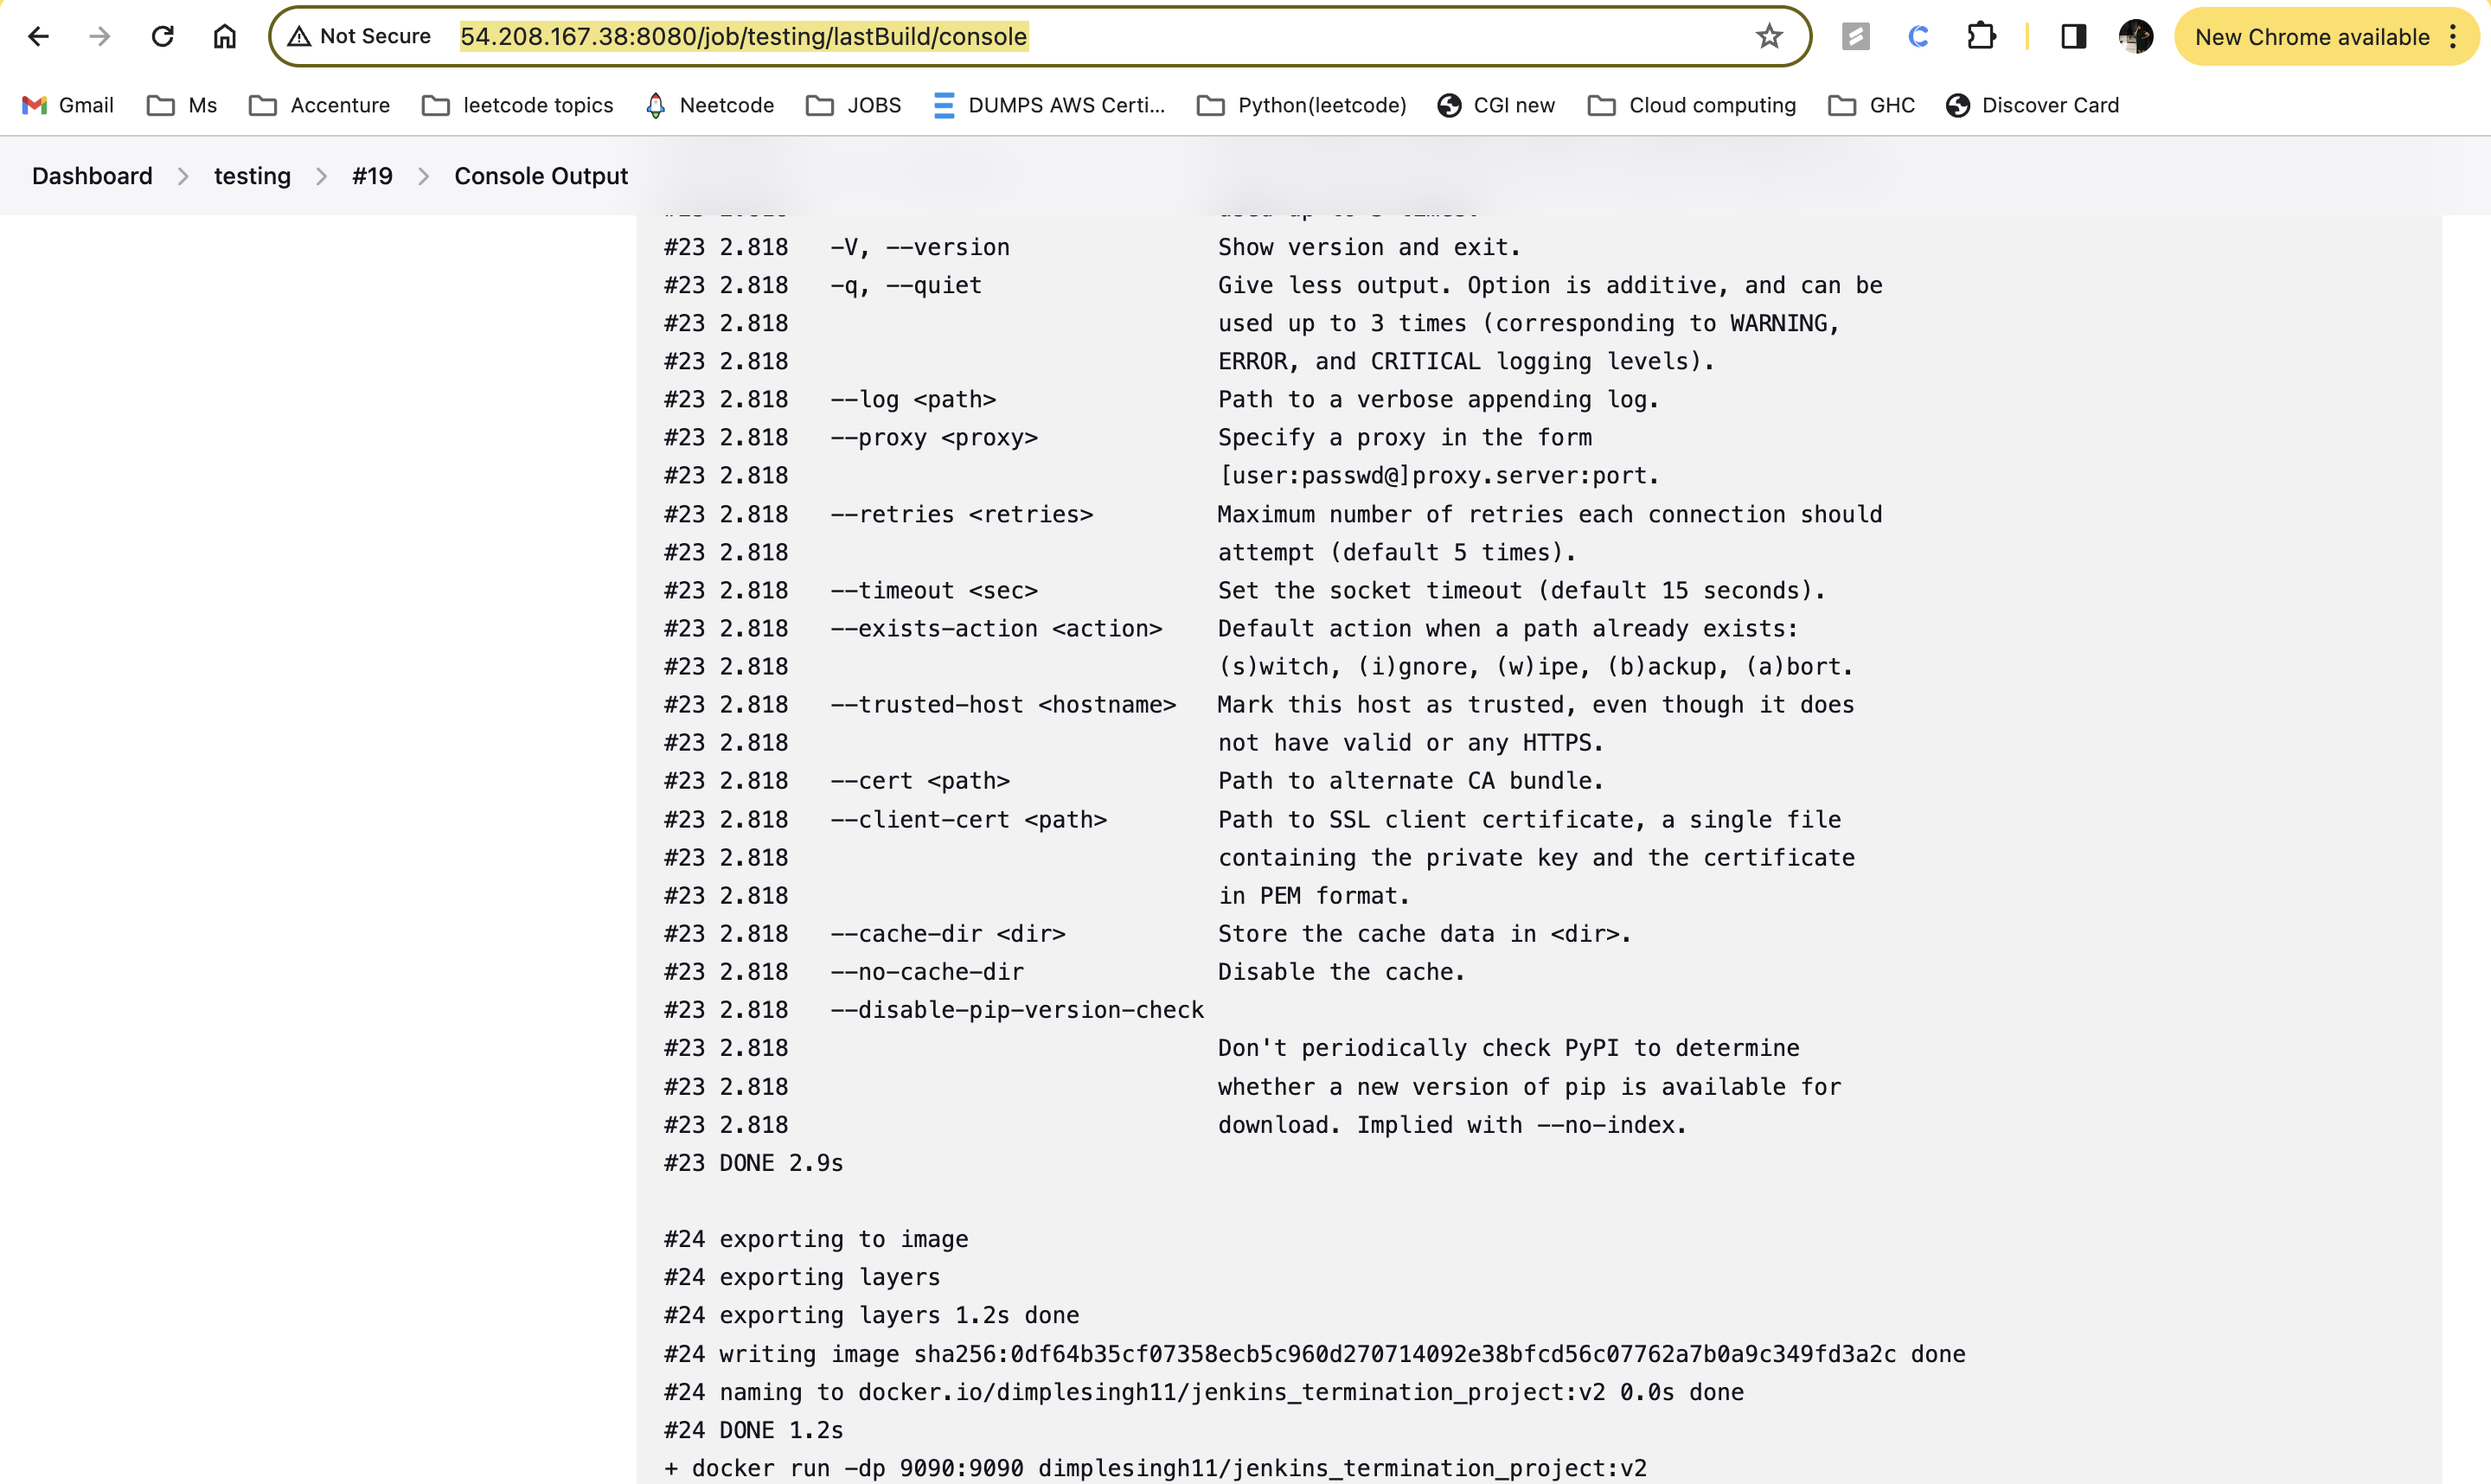 Not Secure 54.208.167.38:8080/job/testing/lastBuild/console New Chrome available
Gmail Ms Accenture leetcode topics Neetcode JOBS DUMPS AWS Certi... Python(leetcode) CGI new Cloud computing GHC Discover Card
Dashboard > testing > #19 > Console Output
#23 2.818 used up to 3 times.
#23 2.818   -V, --version               Show version and exit.
#23 2.818   -q, --quiet                 Give less output. Option is additive, and can be
#23 2.818                               used up to 3 times (corresponding to WARNING,
#23 2.818                               ERROR, and CRITICAL logging levels).
#23 2.818   --log <path>                Path to a verbose appending log.
#23 2.818   --proxy <proxy>             Specify a proxy in the form
#23 2.818                               [user:passwd@]proxy.server:port.
#23 2.818   --retries <retries>         Maximum number of retries each connection should
#23 2.818                               attempt (default 5 times).
#23 2.818   --timeout <sec>             Set the socket timeout (default 15 seconds).
#23 2.818   --exists-action <action>    Default action when a path already exists:
#23 2.818                               (s)witch, (i)gnore, (w)ipe, (b)ackup, (a)bort.
#23 2.818   --trusted-host <hostname>   Mark this host as trusted, even though it does
#23 2.818                               not have valid or any HTTPS.
#23 2.818   --cert <path>               Path to alternate CA bundle.
#23 2.818   --client-cert <path>        Path to SSL client certificate, a single file
#23 2.818                               containing the private key and the certificate
#23 2.818                               in PEM format.
#23 2.818   --cache-dir <dir>           Store the cache data in <dir>.
#23 2.818   --no-cache-dir              Disable the cache.
#23 2.818   --disable-pip-version-check
#23 2.818                               Don't periodically check PyPI to determine
#23 2.818                               whether a new version of pip is available for
#23 2.818                               download. Implied with --no-index.
#23 DONE 2.9s
#24 exporting to image
#24 exporting layers
#24 exporting layers 1.2s done
#24 writing image sha256:0df64b35cf07358ecb5c960d270714092e38bfcd56c07762a7b0a9c349fd3a2c done
#24 naming to docker.io/dimplesingh11/jenkins_termination_project:v2 0.0s done
#24 DONE 1.2s
+ docker run -dp 9090:9090 dimplesingh11/jenkins_termination_project:v2